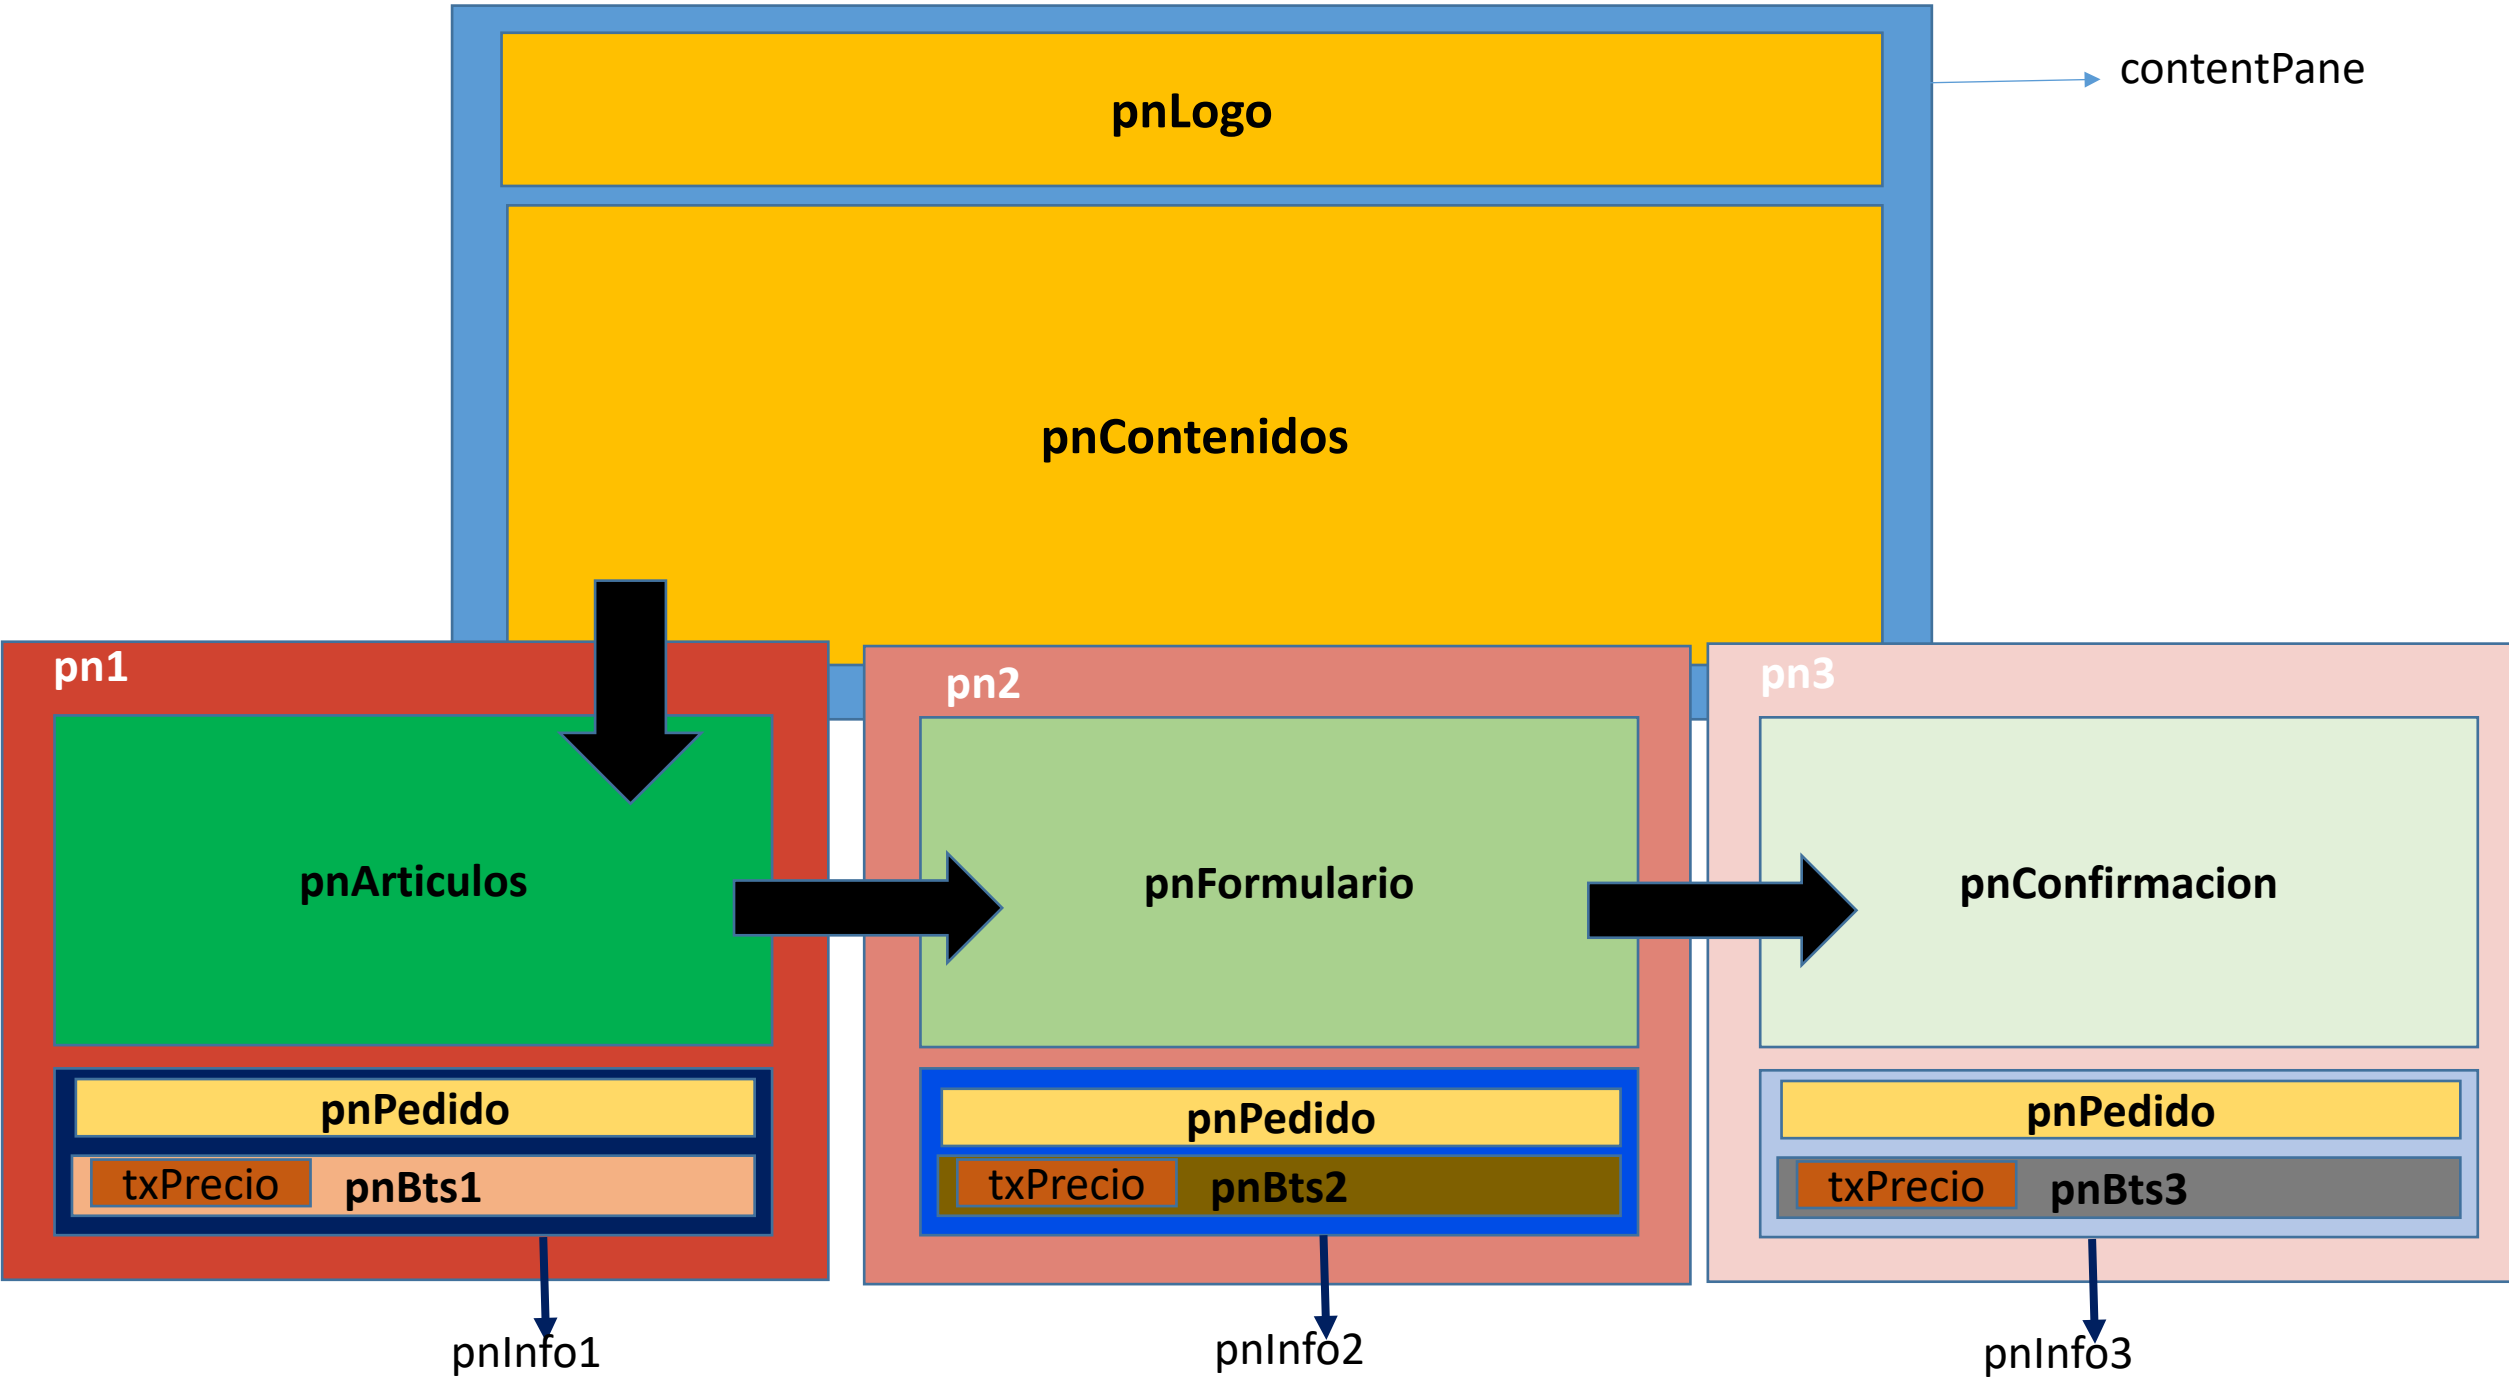 contentPane
pnLogo
pnContenidos
pn1
pn2
pn3
pnArticulos
pnFormulario
pnConfirmacion
pnPedido
pnPedido
pnPedido
txPrecio pnBts1
txPrecio pnBts2
txPrecio pnBts3
pnInfo1
pnInfo2
pnInfo3